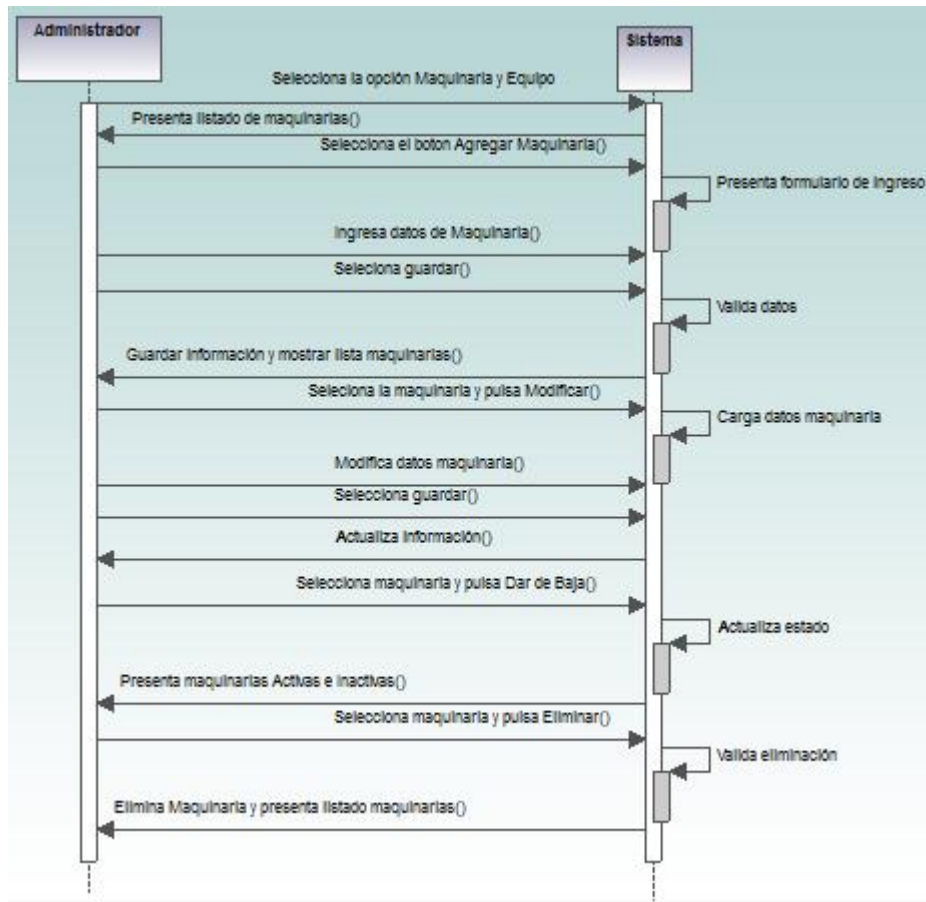 Administrador
Sistema
Selecciona la opción Maquinaria y Equipo
Presenta listado de maquinarias()
Selecciona el boton Agregar Maquinaria()
Presenta formulario de ingreso
Ingresa datos de Maquinaria()
Seleciona guardar()
Valida datos
Guardar información y mostrar lista maquinarias()
Selecciona la maquinaria y pulsa Modificar()
Carga datos maquinaria
Modifica datos maquinaria()
Selecciona guardar()
Actualiza información()
Selecciona maquinaria y pulsa Dar de Baja()
Actualiza estado
Presenta maquinarias Activas e inactivas()
Selecciona maquinaria y pulsa Eliminar()
Valida eliminación
Elimina Maquinaria y presenta listado maquinarias()